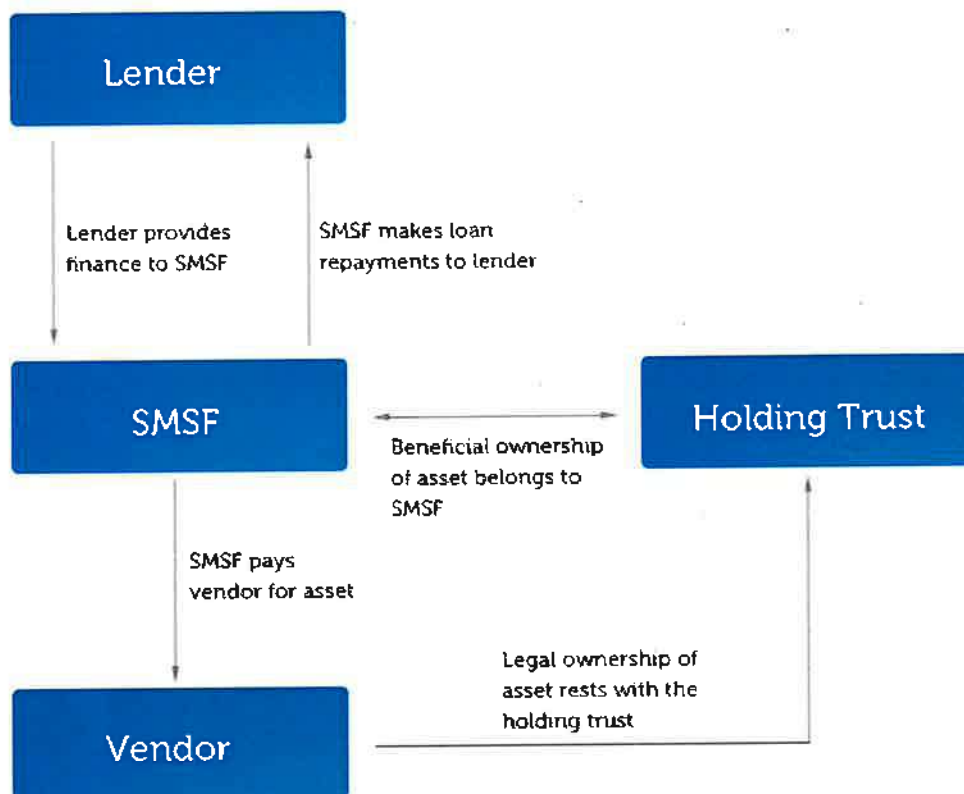 Lender
Lender provides
finance to SMSF
SMSF makes loan
repayments to lender
SMSF
Beneficial ownership
of asset belongs to
SMSF
Holding Trust
SMSF pays
vendor for asset
Legal ownership of
asset rests with the
holding trust
Vendor